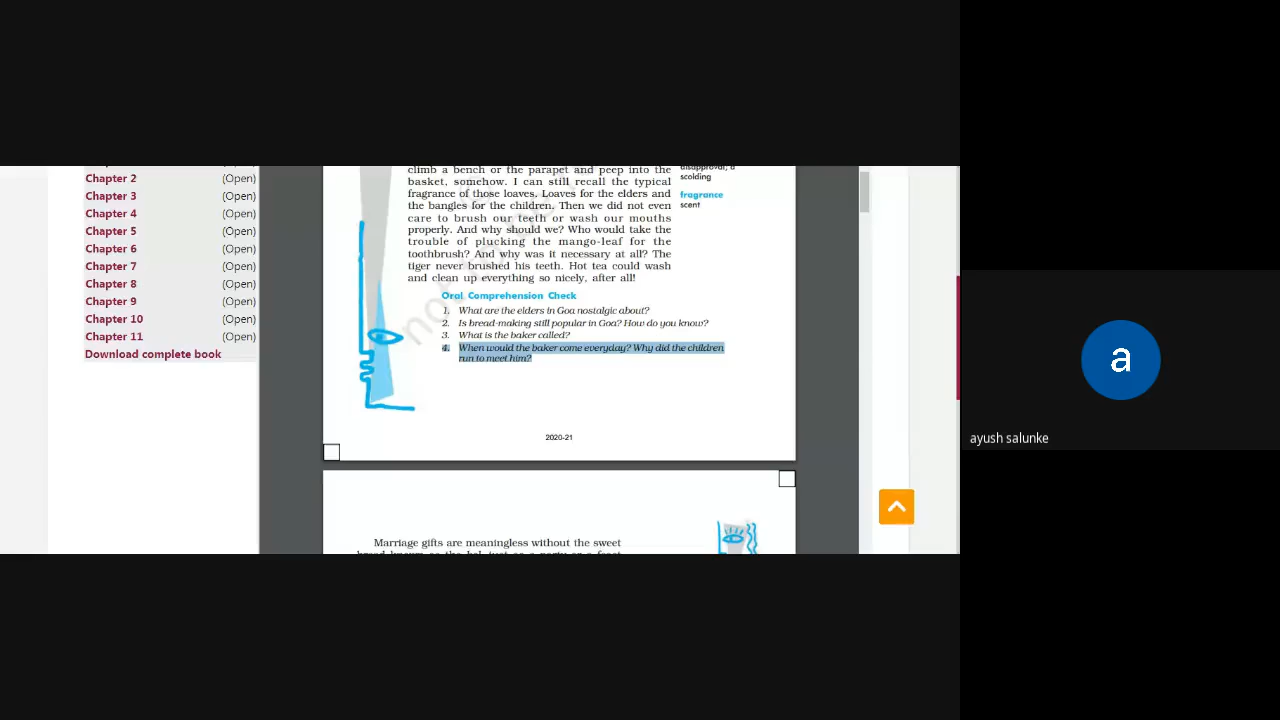 Chapter 2 (Open)
Chapter 3 (Open)
Chapter 4 (Open)
Chapter 5 (Open)
Chapter 6 (Open)
Chapter 7 (Open)
Chapter 8 (Open)
Chapter 9 (Open)
Chapter 10 (Open)
Chapter 11 (Open)
Download complete book
climb a bench or the parapet and peep into the
basket, somehow. I can still recall the typical
fragrance of those loaves. Loaves for the elders and
the bangles for the children. Then we did not even
care to brush our teeth or wash our mouths
properly. And why should we? Who would take the
trouble of plucking the mango-leaf for the
toothbrush? And why was it necessary at all? The
tiger never brushed his teeth. Hot tea could wash
and clean up everything so nicely, after all!
disapproval, a
scolding
fragrance
scent
Oral Comprehension Check
1. What are the elders in Goa nostalgic about?
2. Is bread-making still popular in Goa? How do you know?
3. What is the baker called?
4. When would the baker come everyday? Why did the children
run to meet him?
2020-21
Marriage gifts are meaningless without the sweet
a
ayush salunke